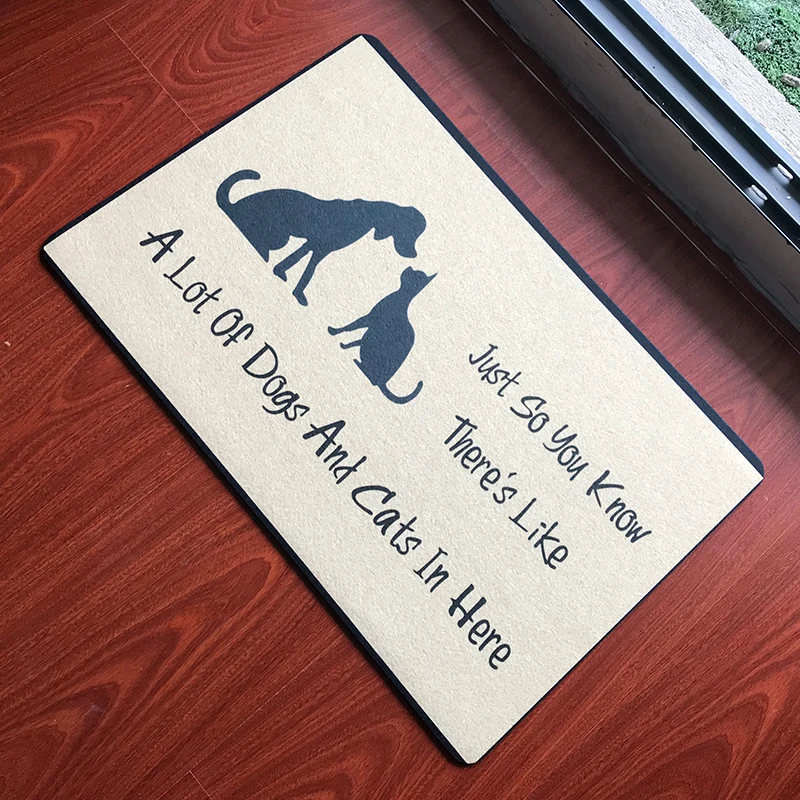 Just So You Know
There's Like
A Lot Of Dogs And Cats In Here